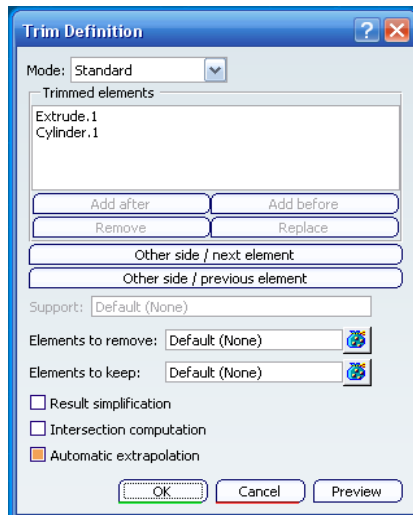 Trim Definition
Mode: Standard
Trimmed elements
Extrude.1
Cylinder.1
Add after Add before
Remove Replace
Other side / next element
Other side / previous element
Support: Default (None)
Elements to remove: Default (None)
Elements to keep: Default (None)
Result simplification
Intersection computation
Automatic extrapolation
OK Cancel Preview